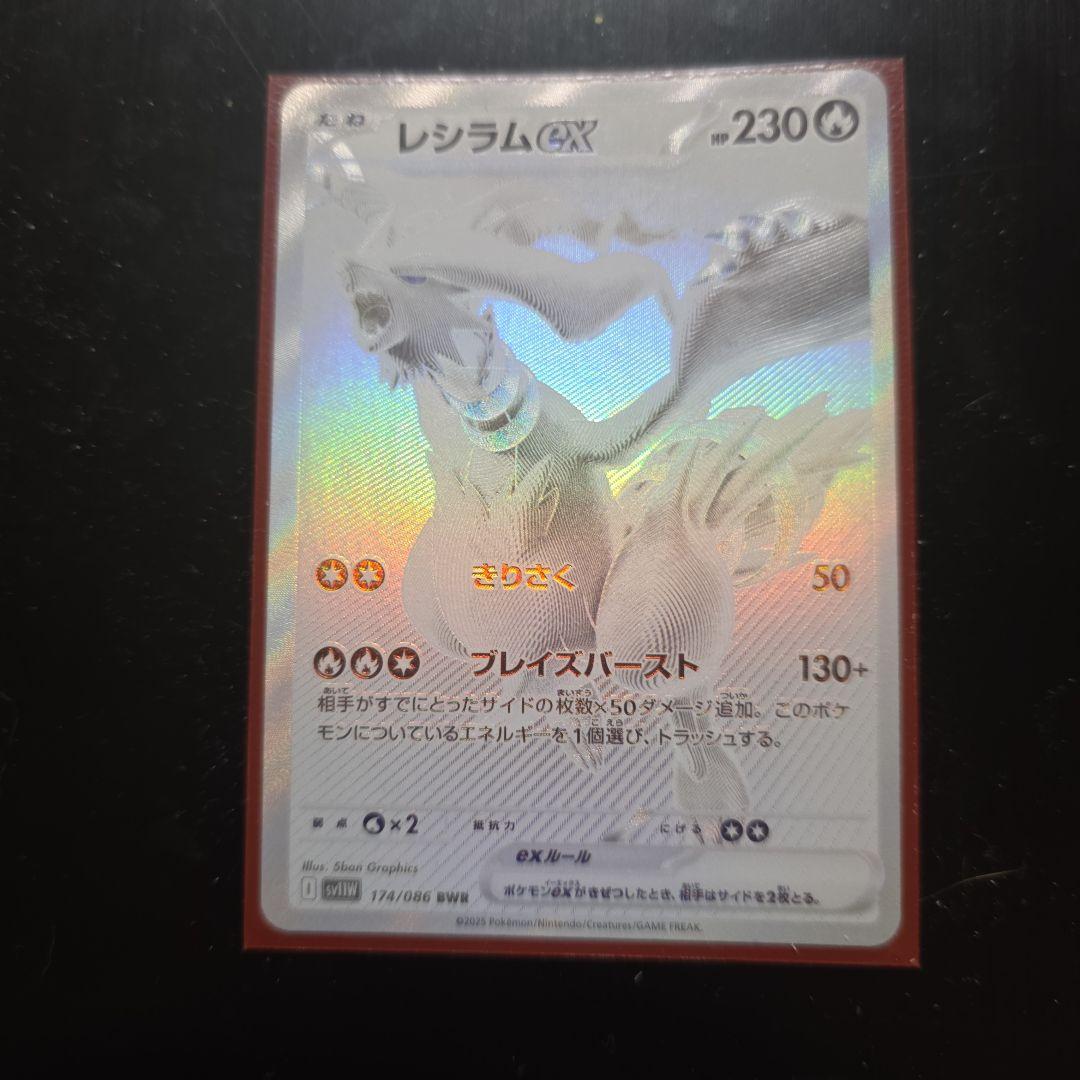 たね レシラムex HP230
きりさく 50
ブレイズバースト 130+
相手がすでにとったサイドの枚数×50ダメージ追加。このポケ
モンについているエネルギーを1個選び、トラッシュする。
弱点 ×2 抵抗力 にげる
exルール
ポケモンexがきぜつしたとき、相手はサイドを2枚とる。
illus. 5ban Graphics
I sv11W 174/086 BWR
©2025 Pokémon/Nintendo/Creatures/GAME FREAK.